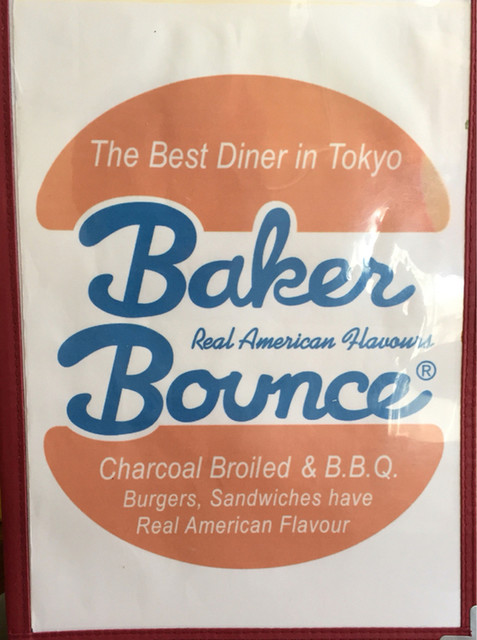 The Best Diner in Tokyo
Baker
Real American Flavours
Bounce®
Charcoal Broiled & B.B.Q.
Burgers, Sandwiches have
Real American Flavour